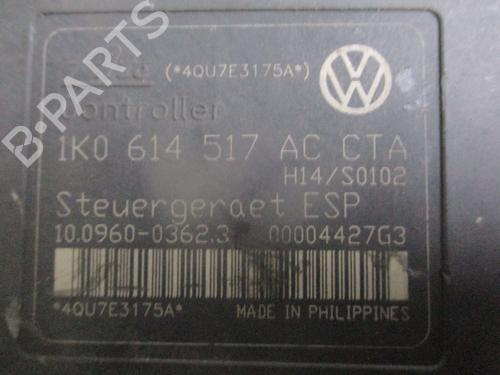 (*4QU7E3175A*)
Controller
1K0 614 517 AC CTA
H14/S0102
Steuergeraet ESP
10.0960-0362.3 00004427G3
*4QU7E3175A* MADE IN PHILIPPINES
B-PARTS